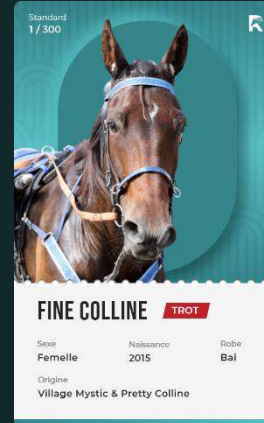 Standard
1 / 300
FINE COLLINE TROT
Sexe Naissance Robe
Femelle 2015 Bai
Origine
Village Mystic & Pretty Colline